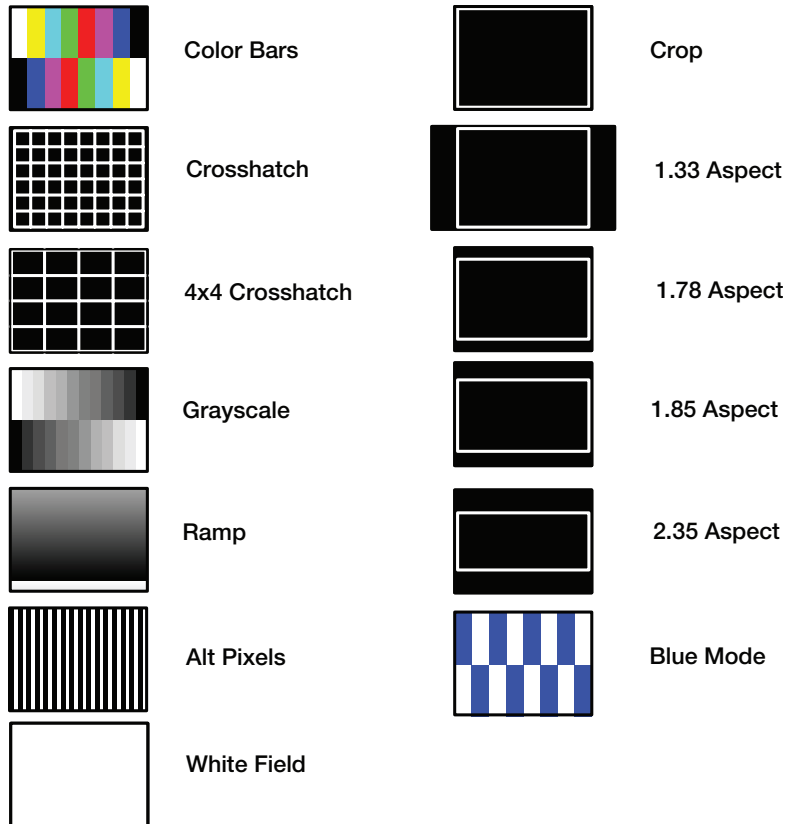 Color Bars
Crosshatch
4x4 Crosshatch
Grayscale
Ramp
Alt Pixels
White Field
Crop
1.33 Aspect
1.78 Aspect
1.85 Aspect
2.35 Aspect
Blue Mode